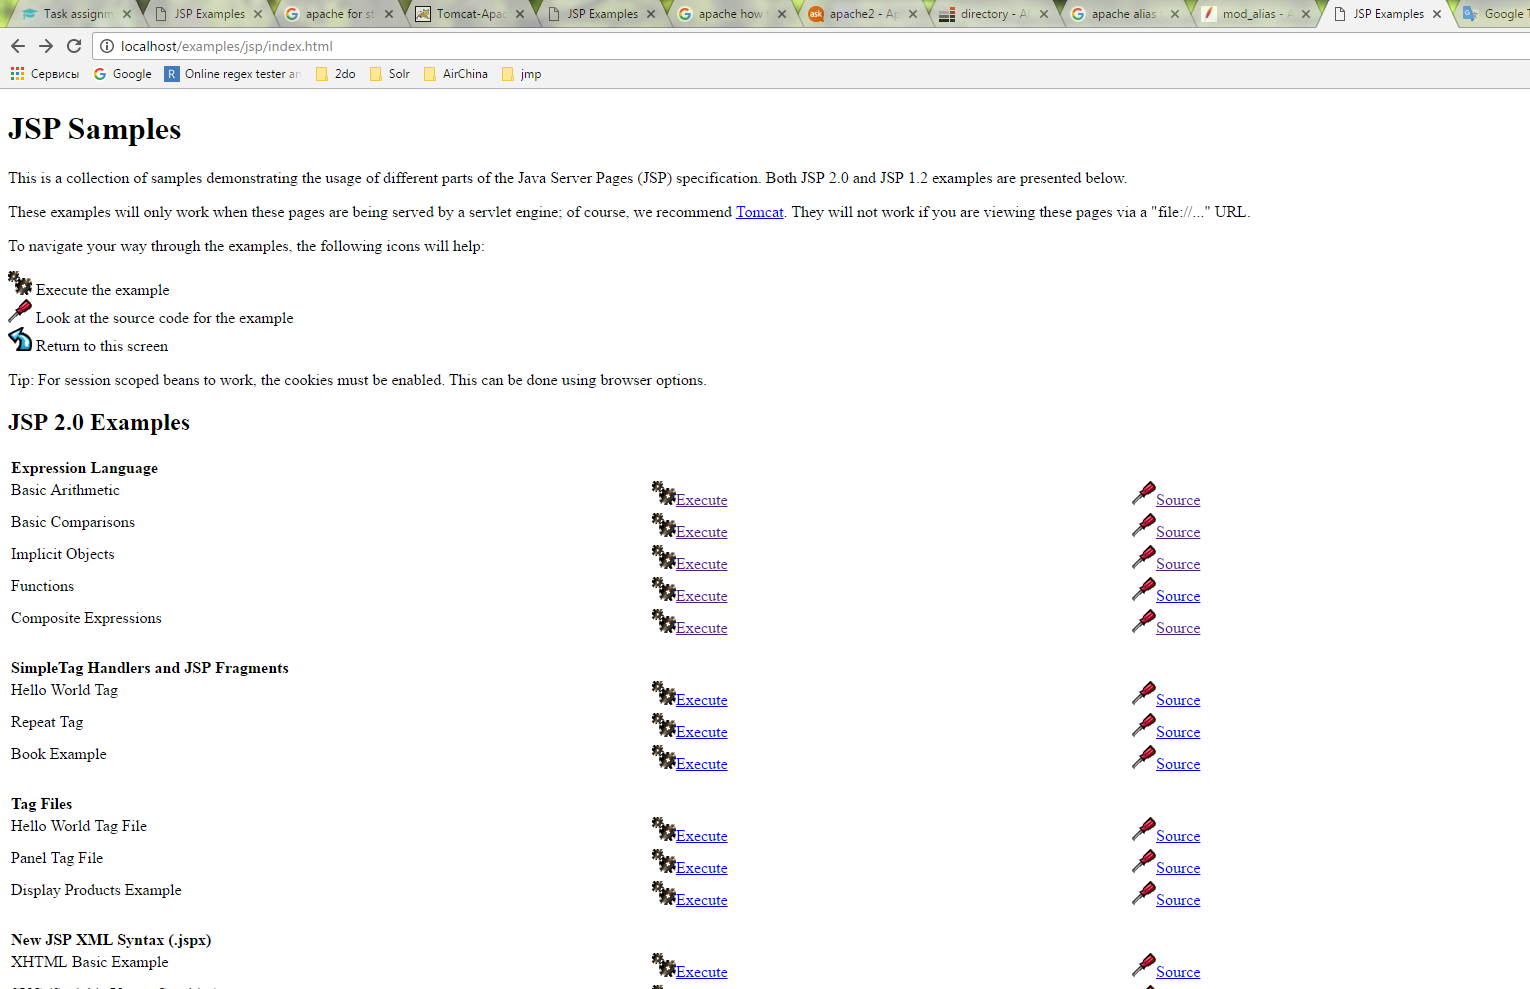 Task assignm JSP Examples apache for st Tomcat-Apac JSP Examples apache how apache2 - Ap directory - A apache alias mod_alias - A JSP Examples Google T
localhost/examples/jsp/index.html
Сервисы Google Online regex tester an 2do Solr AirChina jmp
JSP Samples
This is a collection of samples demonstrating the usage of different parts of the Java Server Pages (JSP) specification. Both JSP 2.0 and JSP 1.2 examples are presented below.
These examples will only work when these pages are being served by a servlet engine; of course, we recommend Tomcat. They will not work if you are viewing these pages via a "file://..." URL.
To navigate your way through the examples, the following icons will help:
Execute the example
Look at the source code for the example
Return to this screen
Tip: For session scoped beans to work, the cookies must be enabled. This can be done using browser options.
JSP 2.0 Examples
Expression Language
Basic Arithmetic Execute Source
Basic Comparisons Execute Source
Implicit Objects Execute Source
Functions Execute Source
Composite Expressions Execute Source
SimpleTag Handlers and JSP Fragments
Hello World Tag Execute Source
Repeat Tag Execute Source
Book Example Execute Source
Tag Files
Hello World Tag File Execute Source
Panel Tag File Execute Source
Display Products Example Execute Source
New JSP XML Syntax (.jspx)
XHTML Basic Example Execute Source